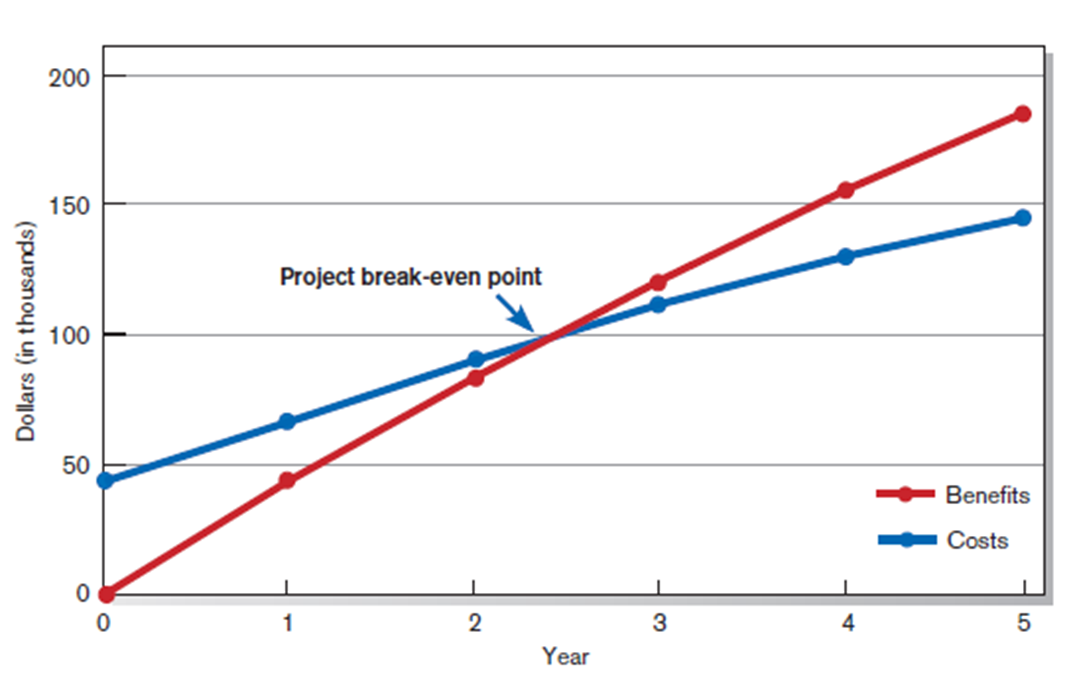 200
150
Project break-even point
100
50
0
Dollars (in thousands)
Benefits
Costs
0 1 2 3 4 5
Year